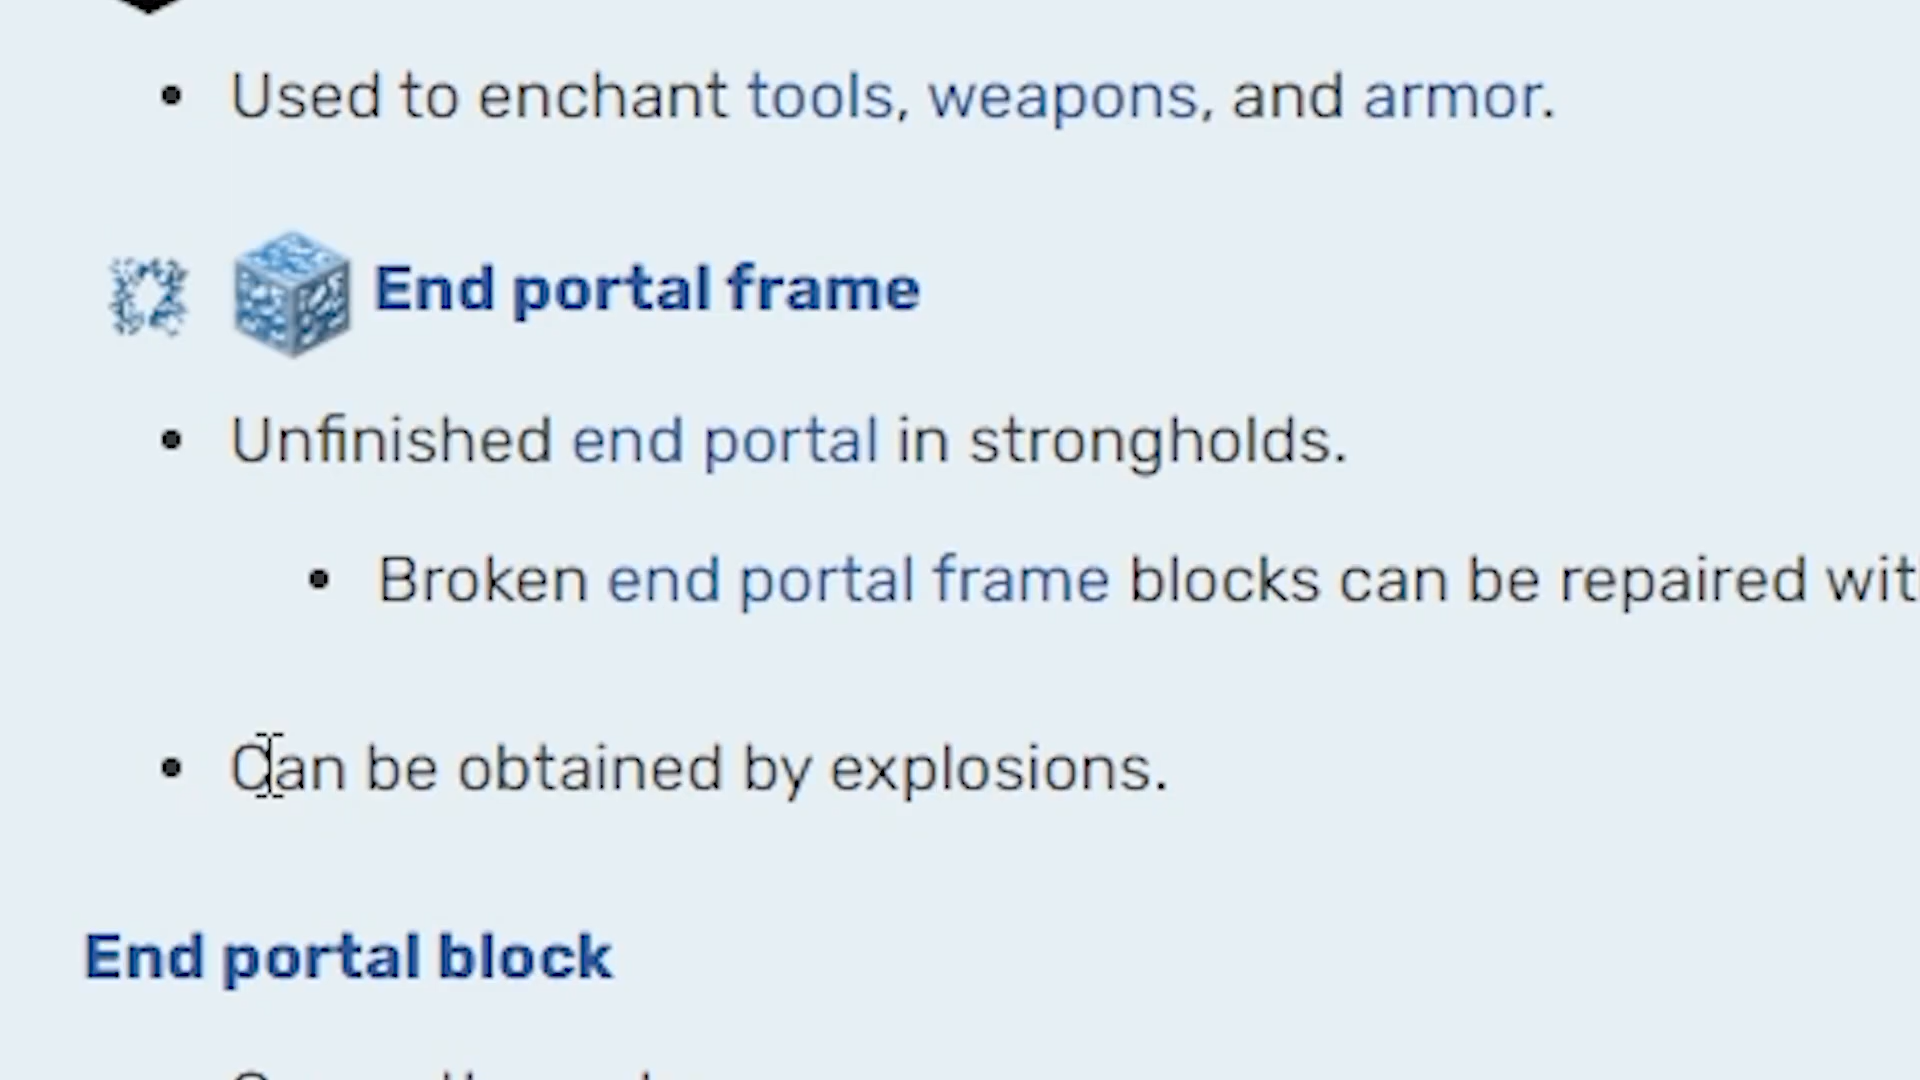 Used to enchant tools, weapons, and armor.
End portal frame
Unfinished end portal in strongholds.
Broken end portal frame blocks can be repaired
Can be obtained by explosions.
End portal block